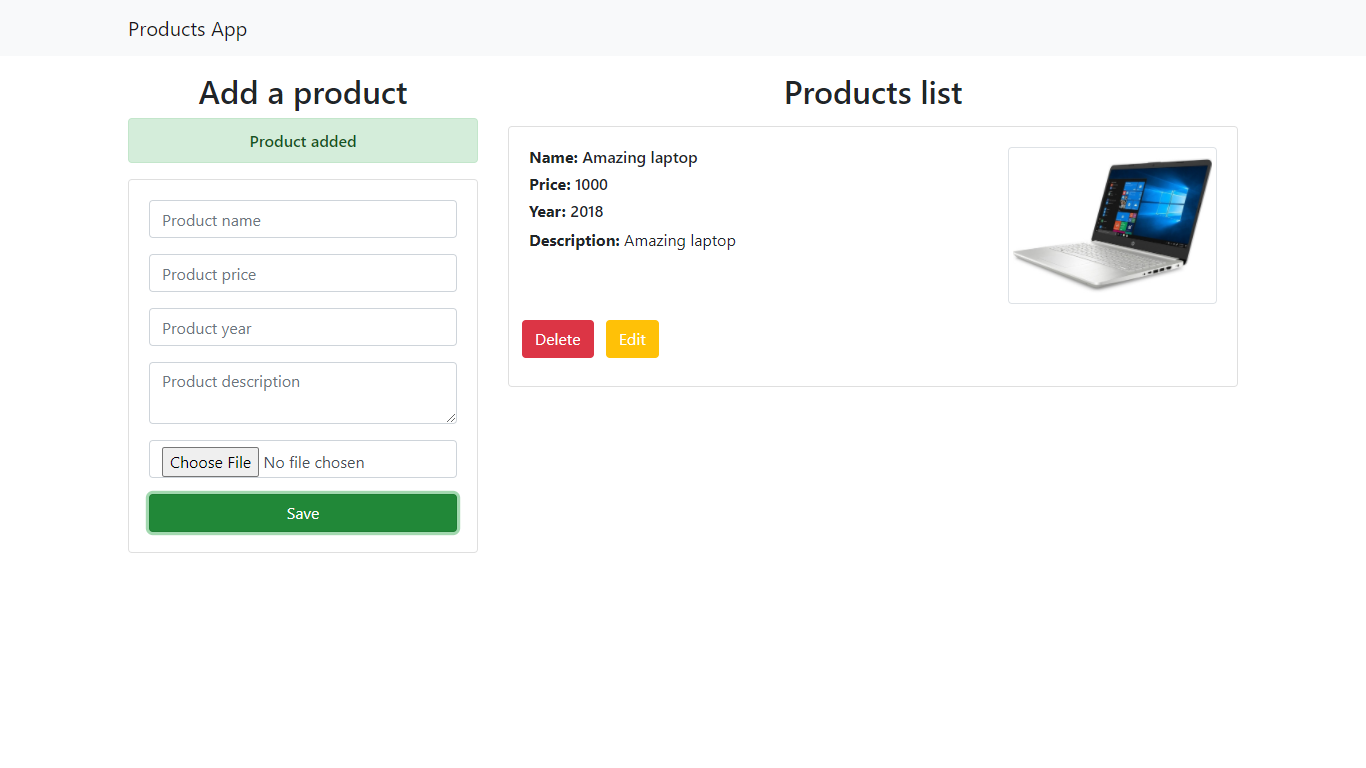 Products App
Add a product
Product added
Product name
Product price
Product year
Product description
Choose File No file chosen
Save
Products list
Name: Amazing laptop
Price: 1000
Year: 2018
Description: Amazing laptop
Delete Edit